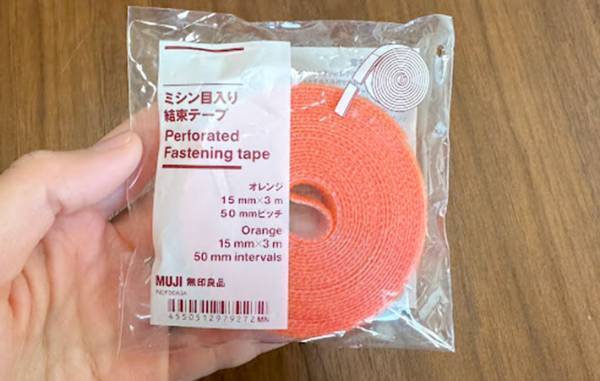 ミシン目入り
結束テープ
Perforated
Fastening tape
オレンジ
15 mm×3 m
50 mmピッチ
Orange
15 mm×3 m
50 mm intervals
MUJI 無印良品
4550512979272 MN